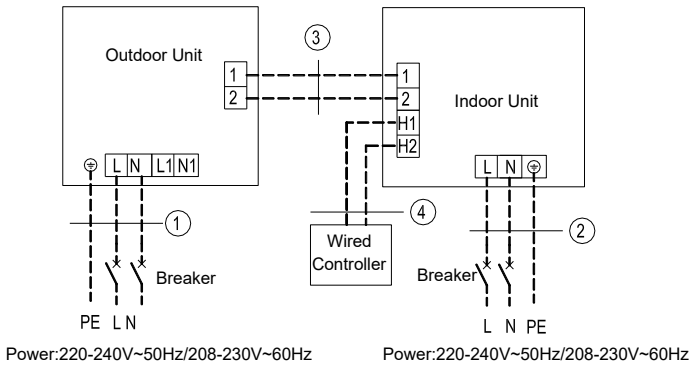 Outdoor Unit
1
2
L N L1 N1
1
Breaker
PE L N
Power:220-240V~50Hz/208-230V~60Hz
3
1
2
H1
H2
Indoor Unit
L N
4
Wired
Controller
2
Breaker
L N PE
Power:220-240V~50Hz/208-230V~60Hz